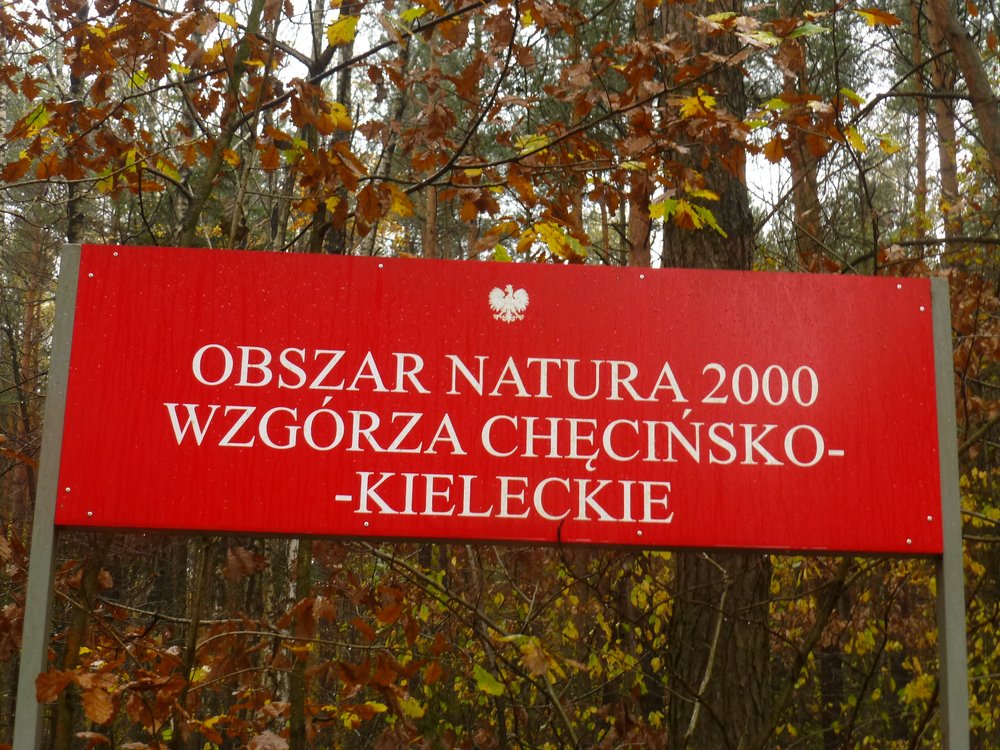 OBSZAR NATURA 2000
WZGÓRZA CHĘCIŃSKO-
-KIELECKIE